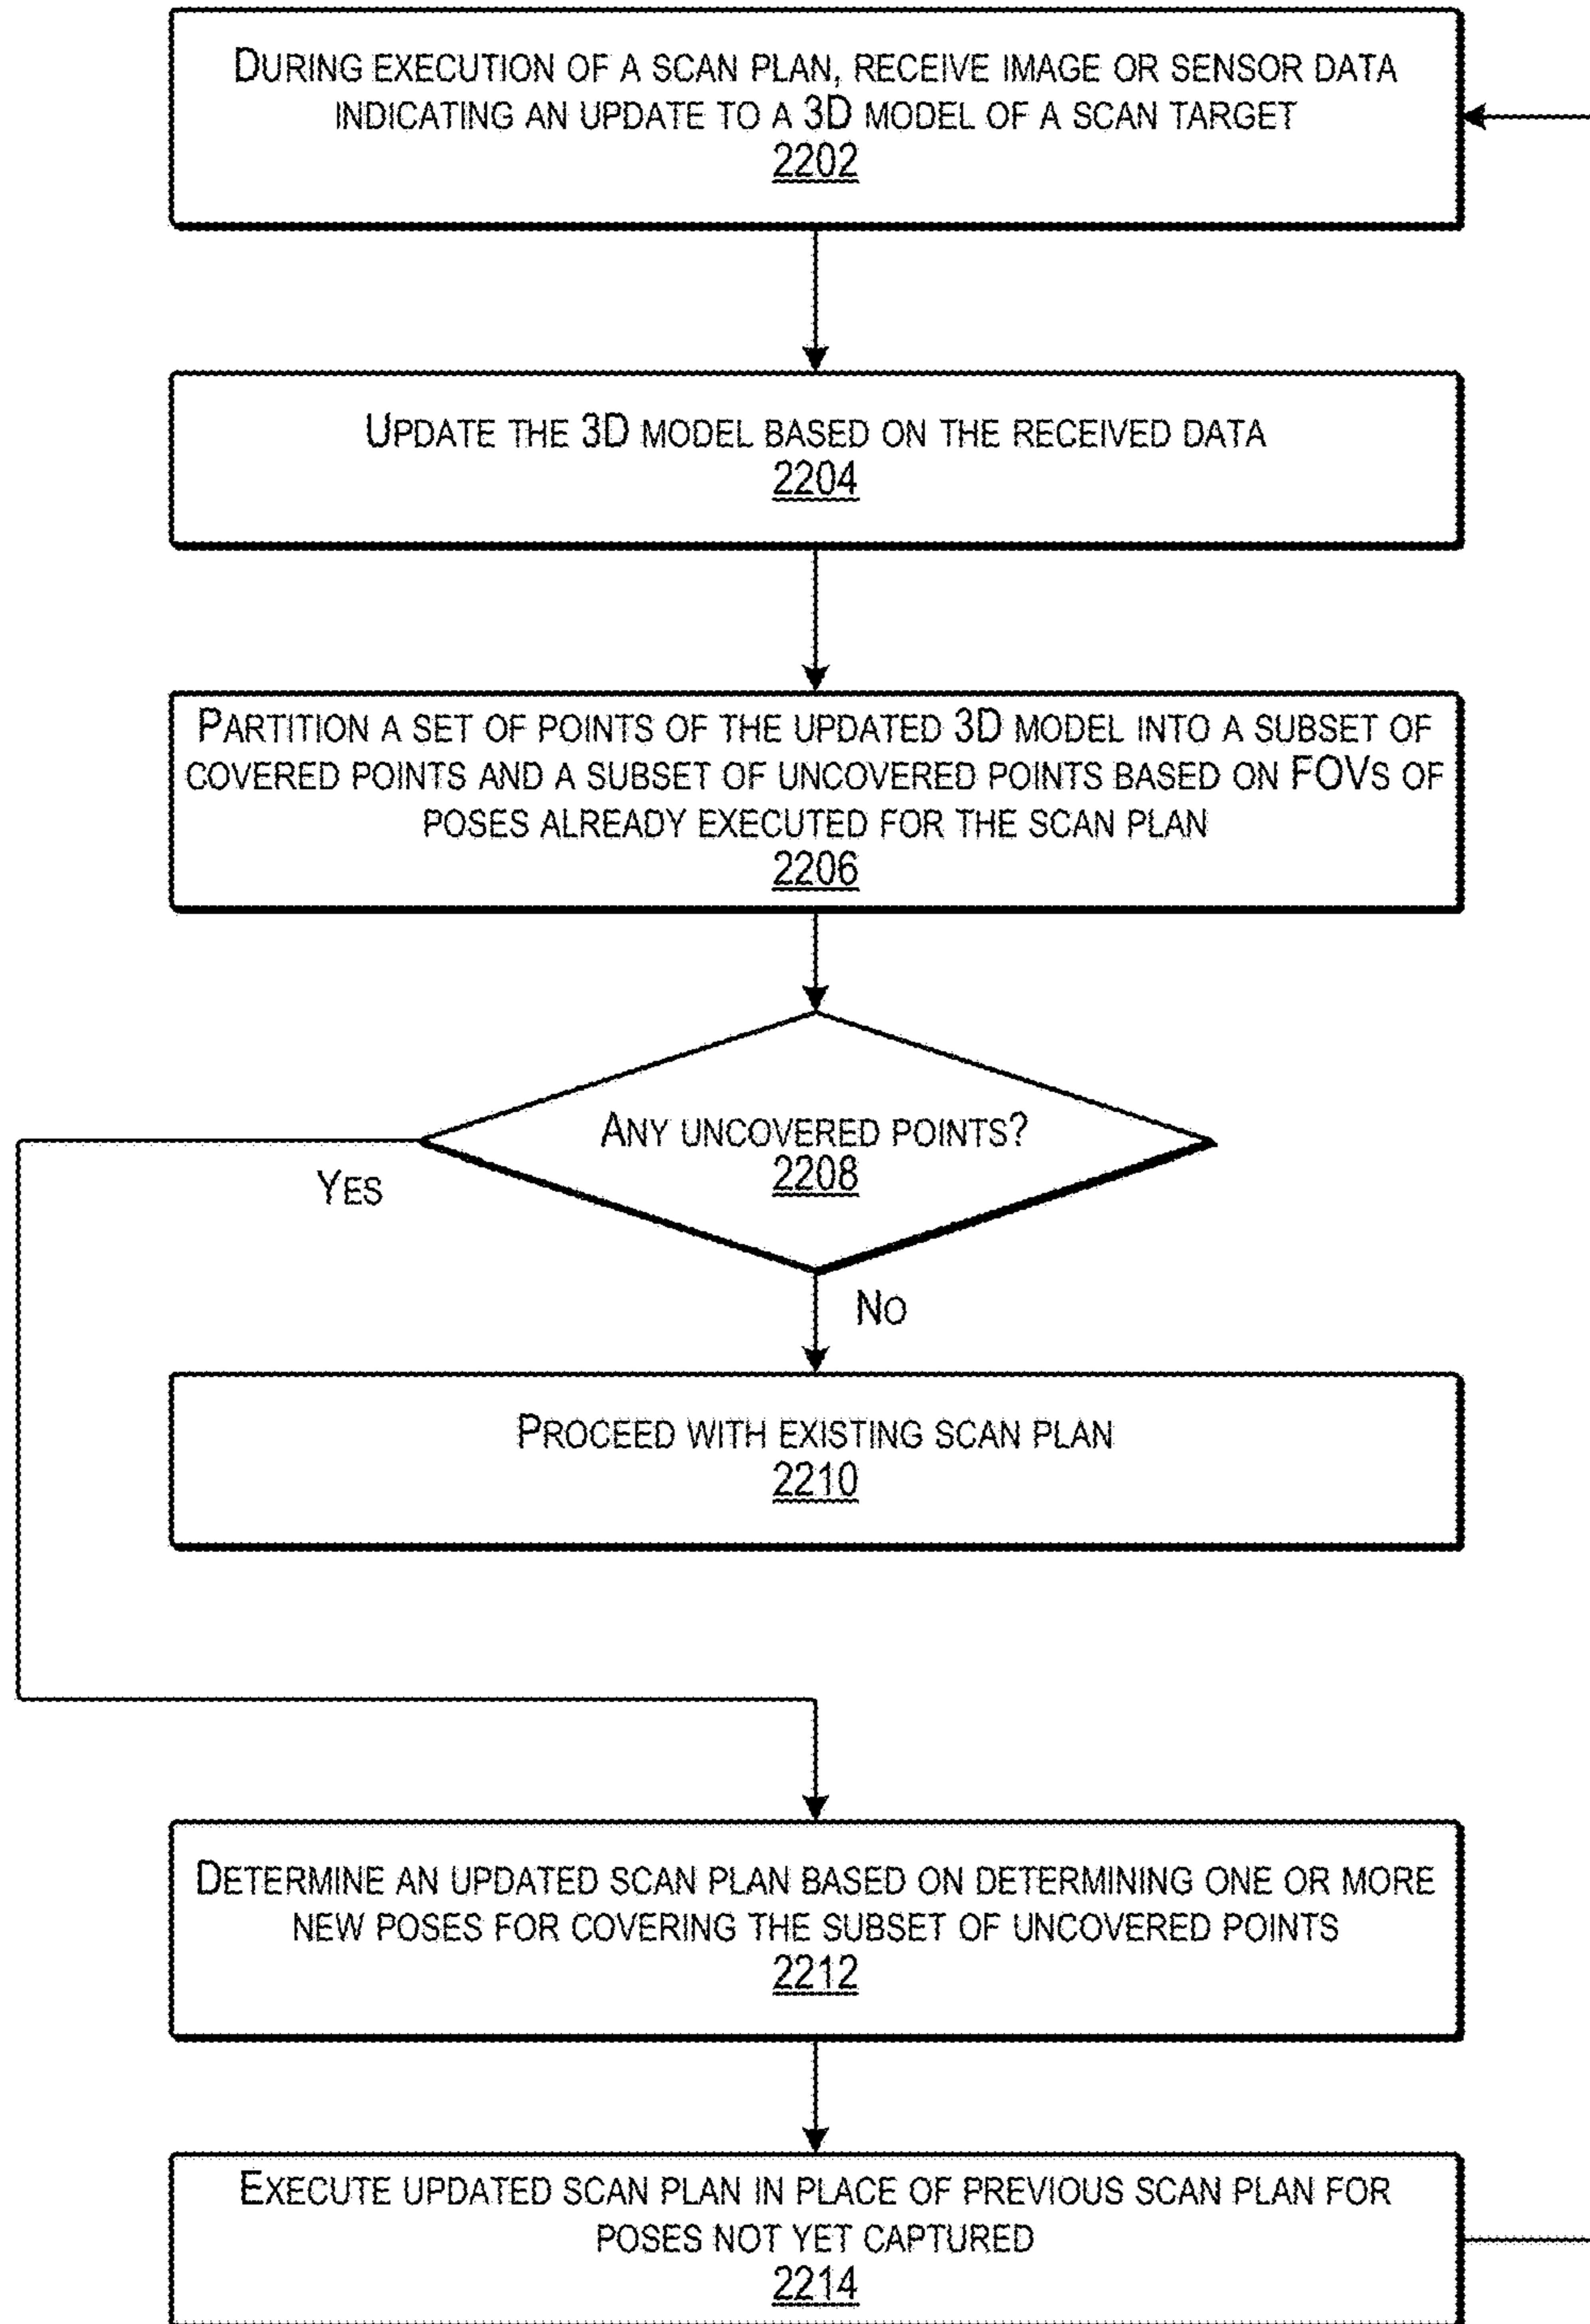 DURING EXECUTION OF A SCAN PLAN, RECEIVE IMAGE OR SENSOR DATA
INDICATING AN UPDATE TO A 3D MODEL OF A SCAN TARGET
2202
UPDATE THE 3D MODEL BASED ON THE RECEIVED DATA
2204
PARTITION A SET OF POINTS OF THE UPDATED 3D MODEL INTO A SUBSET OF
COVERED POINTS AND A SUBSET OF UNCOVERED POINTS BASED ON FOVS OF
POSES ALREADY EXECUTED FOR THE SCAN PLAN
2206
ANY UNCOVERED POINTS?
2208
YES
NO
PROCEED WITH EXISTING SCAN PLAN
2210
DETERMINE AN UPDATED SCAN PLAN BASED ON DETERMINING ONE OR MORE
NEW POSES FOR COVERING THE SUBSET OF UNCOVERED POINTS
2212
EXECUTE UPDATED SCAN PLAN IN PLACE OF PREVIOUS SCAN PLAN FOR
POSES NOT YET CAPTURED
2214